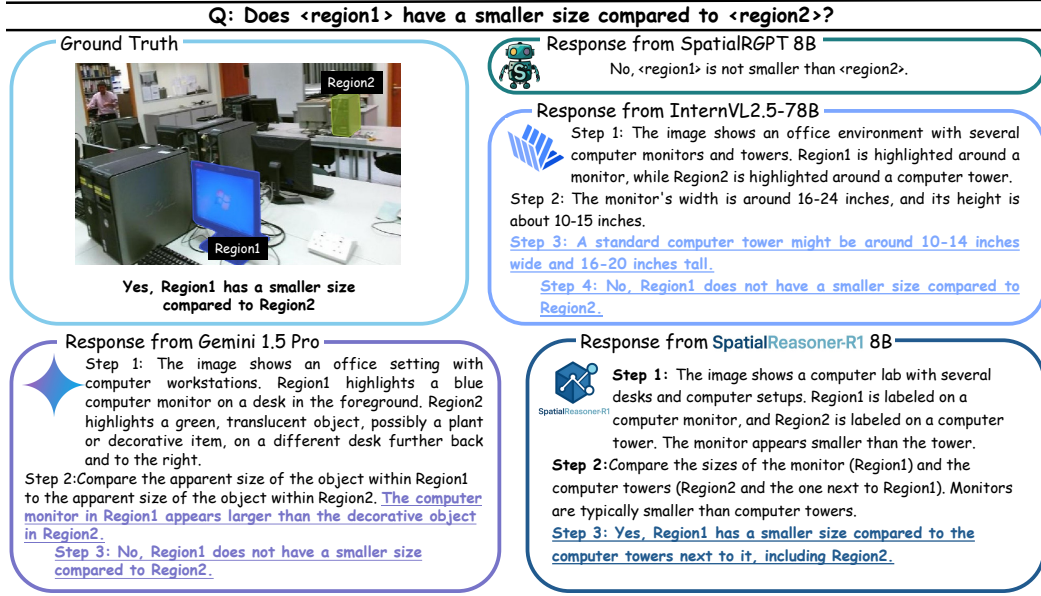 Q: Does <region1> have a smaller size compared to <region2>?
Ground Truth
Region2
Region1
Yes, Region1 has a smaller size
compared to Region2
Response from SpatialRGPT 8B
S
No, <region1> is not smaller than <region2>.
Response from InternVL2.5-78B
Step 1: The image shows an office environment with several
computer monitors and towers. Region1 is highlighted around a
monitor, while Region2 is highlighted around a computer tower.
Step 2: The monitor's width is around 16-24 inches, and its height is
about 10-15 inches.
Step 3: A standard computer tower might be around 10-14 inches
wide and 16-20 inches tall.
Step 4: No, Region1 does not have a smaller size compared to
Region2.
Response from Gemini 1.5 Pro
Step 1: The image shows an office setting with
computer workstations. Region1 highlights a blue
computer monitor on a desk in the foreground. Region2
highlights a green, translucent object, possibly a plant
or decorative item, on a different desk further back
and to the right.
Step 2:Compare the apparent size of the object within Region1
to the apparent size of the object within Region2. The computer
monitor in Region1 appears larger than the decorative object
in Region2.
Step 3: No, Region1 does not have a smaller size
compared to Region2.
Response from SpatialReasoner-R1 8B
SpatialReasoner-R1
Step 1: The image shows a computer lab with several
desks and computer setups. Region1 is labeled on a
computer monitor, and Region2 is labeled on a computer
tower. The monitor appears smaller than the tower.
Step 2:Compare the sizes of the monitor (Region1) and the
computer towers (Region2 and the one next to Region1). Monitors
are typically smaller than computer towers.
Step 3: Yes, Region1 has a smaller size compared to the
computer towers next to it, including Region2.